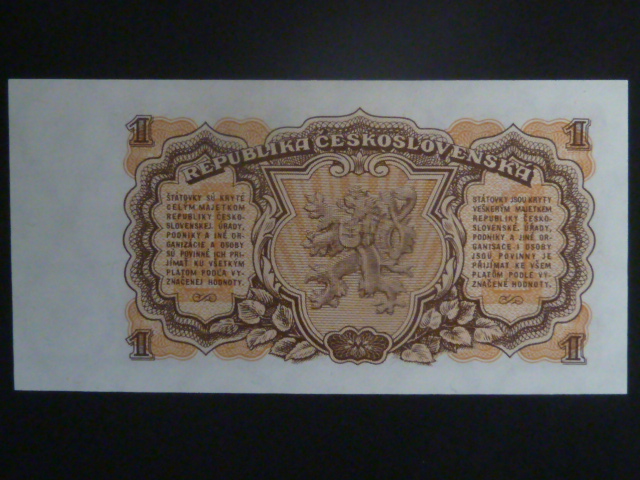 1 1
REPUBLIKA ČESKOSLOVENSKÁ
ŠTÁTOVKY SÚ KRYTÉ
CELÝM MAJETKOM
REPUBLIKY ČESKO-
SLOVENSKEJ. ÚRADY,
PODNIKY A INÉ OR-
GANIZÁCIE A OSOBY
SÚ POVINNÉ ICH PRI-
JÍMAŤ KU VŠETKÝM
PLATOM PODĽA VY-
ZNAČENEJ HODNOTY.
STÁTOVKY JSOU KRYTY
VEŠKERÝM MAJETKEM
REPUBLIKY ČESKO-
SLOVENSKÉ. ÚŘADY,
PODNIKY A JINÉ OR-
GANISACE I OSOBY
JSOU POVINNY JE
PŘIJÍMAT KE VŠEM
PLATŮM PODLE VY-
ZNAČENÉ HODNOTY.
1 1